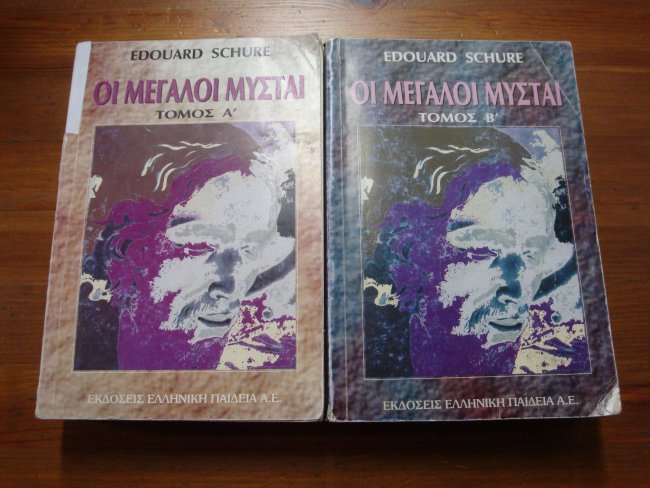 EDOUARD SCHURE
ΟΙ ΜΕΓΑΛΟΙ ΜΥΣΤΑΙ
ΤΟΜΟΣ Α'
ΕΚΔΟΣΕΙΣ ΕΛΛΗΝΙΚΗ ΠΑΙΔΕΙΑ Α.Ε.
EDOUARD SCHURE
ΟΙ ΜΕΓΑΛΟΙ ΜΥΣΤΑΙ
ΤΟΜΟΣ Β'
ΕΚΔΟΣΕΙΣ ΕΛΛΗΝΙΚΗ ΠΑΙΔΕΙΑ Α.Ε.